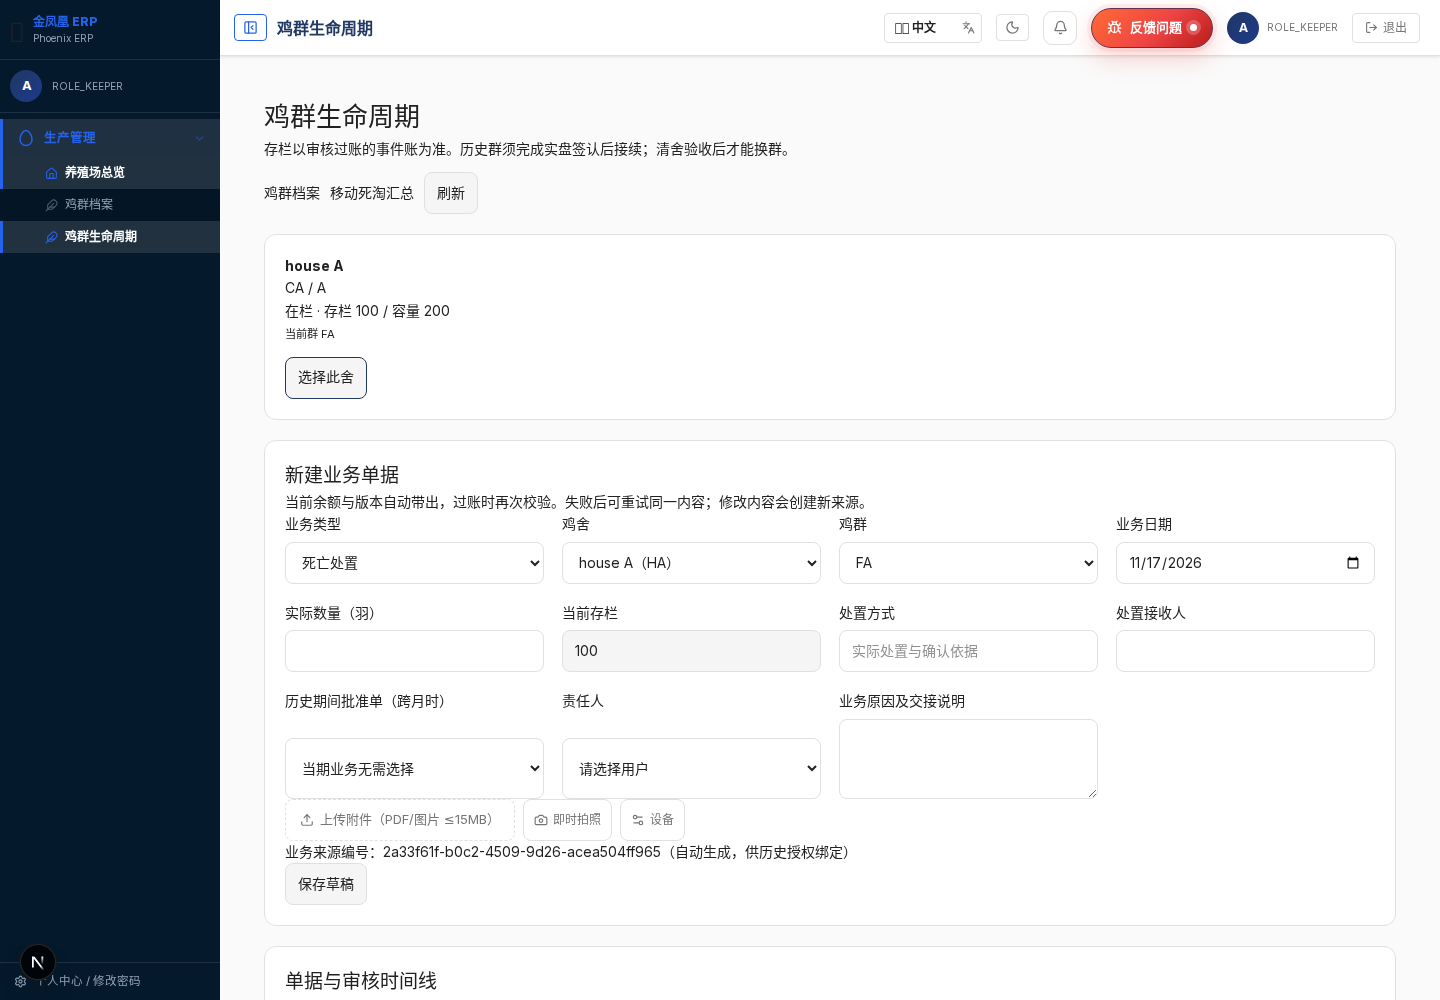 金凤凰 ERP
Phoenix ERP
A ROLE_KEEPER
生产管理
养殖场总览
鸡群档案
鸡群生命周期
人中心 / 修改密码
鸡群生命周期
中文
反馈问题
A ROLE_KEEPER
退出
鸡群生命周期
存栏以审核过账的事件账为准。历史群须完成实盘签认后接续；清舍验收后才能换群。
鸡群档案 移动死淘汇总 刷新
house A
CA / A
在栏 · 存栏 100 / 容量 200
当前群 FA
选择此舍
新建业务单据
当前余额与版本自动带出，过账时再次校验。失败后可重试同一内容；修改内容会创建新来源。
业务类型 鸡舍 鸡群 业务日期
死亡处置 house A（HA） FA 11/17/2026
实际数量（羽） 当前存栏 处置方式 处置接收人
100 实际处置与确认依据
历史期间批准单（跨月时） 责任人 业务原因及交接说明
当期业务无需选择 请选择用户
上传附件（PDF/图片 ≤15MB） 即时拍照 设备
业务来源编号：2a33f61f-b0c2-4509-9d26-acea504ff965（自动生成，供历史授权绑定）
保存草稿
单据与审核时间线